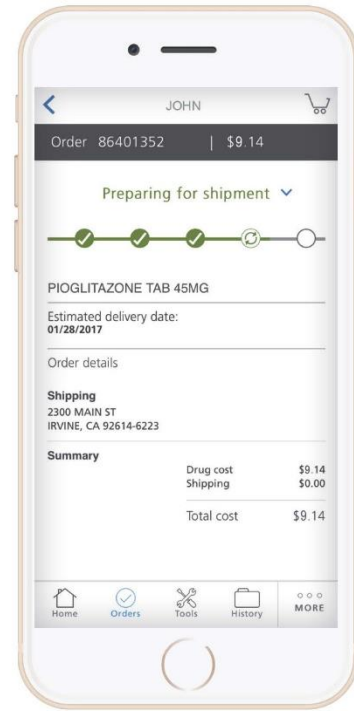 JOHN
Order 86401352 | $9.14
Preparing for shipment
PIOGLITAZONE TAB 45MG
Estimated delivery date:
01/28/2017
Order details
Shipping
2300 MAIN ST
IRVINE, CA 92614-6223
Summary
Drug cost $9.14
Shipping $0.00
Total cost $9.14
Home Orders Tools History MORE